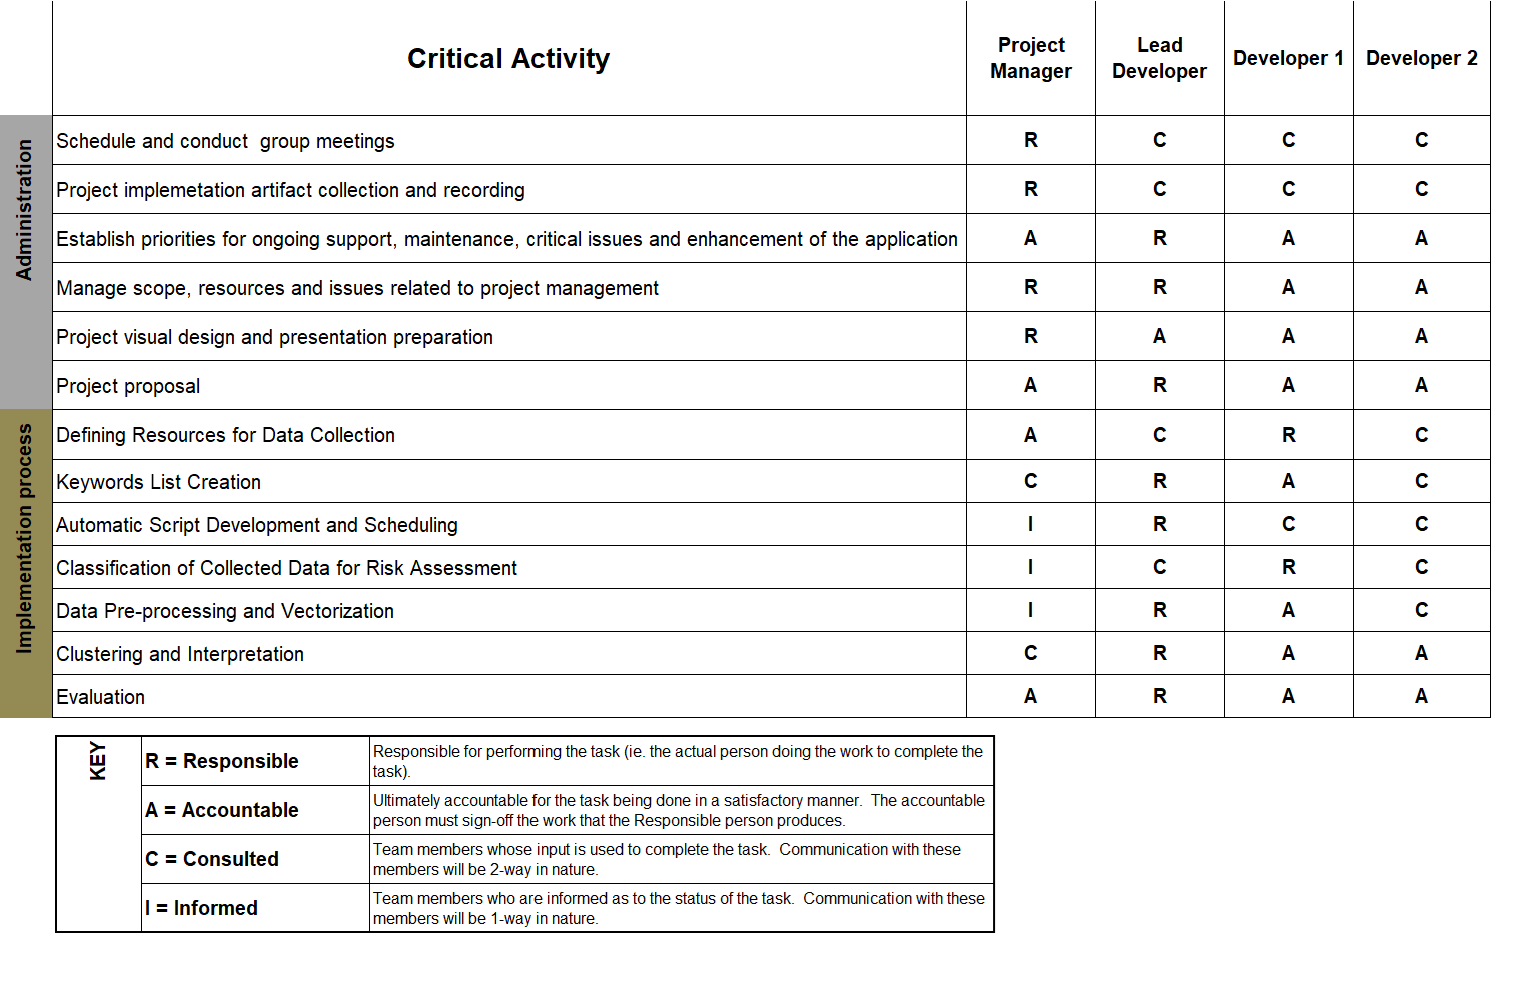 Critical Activity Project Manager Lead Developer Developer 1 Developer 2
Administration
Schedule and conduct  group meetings R C C C
Project implemetation artifact collection and recording R C C C
Establish priorities for ongoing support, maintenance, critical issues and enhancement of the application A R A A
Manage scope, resources and issues related to project management R R A A
Project visual design and presentation preparation R A A A
Project proposal A R A A
Implementation process
Defining Resources for Data Collection A C R C
Keywords List Creation C R A C
Automatic Script Development and Scheduling I R C C
Classification of Collected Data for Risk Assessment I C R C
Data Pre-processing and Vectorization I R A C
Clustering and Interpretation C R A A
Evaluation A R A A
KEY
R = Responsible
Responsible for performing the task (ie. the actual person doing the work to complete the
task).
A = Accountable
Ultimately accountable for the task being done in a satisfactory manner.  The accountable
person must sign-off the work that the Responsible person produces.
C = Consulted
Team members whose input is used to complete the task.  Communication with these
members will be 2-way in nature.
I = Informed
Team members who are informed as to the status of the task.  Communication with these
members will be 1-way in nature.